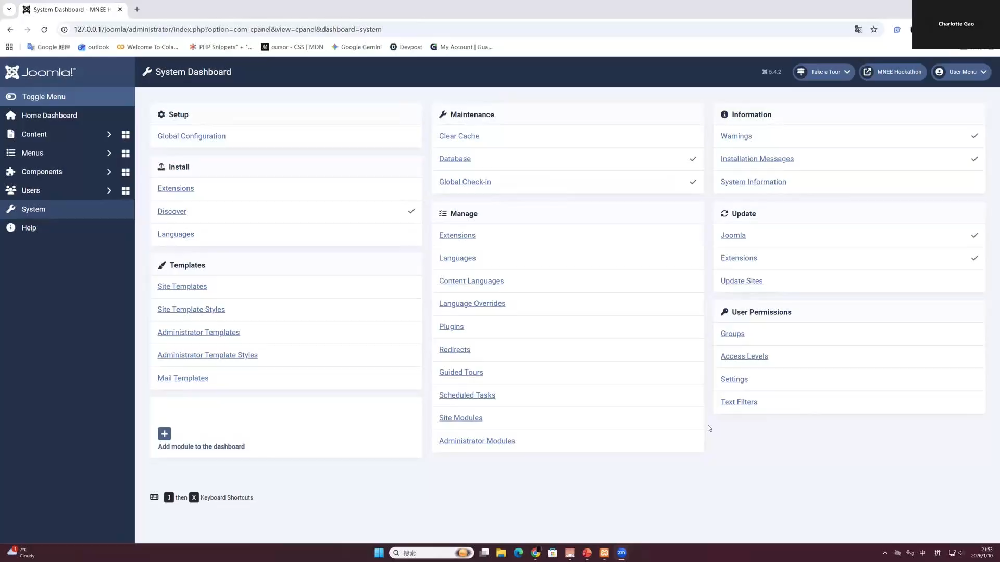 System Dashboard - MNEE H
127.0.0.1/joomla/administrator/index.php?option=com_cpanel&view=cpanel&dashboard=system
Charlotte Gao
Google 翻译
outlook
Welcome To Cola...
PHP Snippets" + "...
cursor - CSS | MDN
Google Gemini
Devpost
My Account | Gua...
Joomla!
System Dashboard
5.4.2
Take a Tour
MNEE Hackathon
User Menu
Toggle Menu
Home Dashboard
Content
Menus
Components
Users
System
Help
Setup
Global Configuration
Install
Extensions
Discover
Languages
Templates
Site Templates
Site Template Styles
Administrator Templates
Administrator Template Styles
Mail Templates
Add module to the dashboard
Maintenance
Clear Cache
Database
Global Check-in
Manage
Extensions
Languages
Content Languages
Language Overrides
Plugins
Redirects
Guided Tours
Scheduled Tasks
Site Modules
Administrator Modules
Information
Warnings
Installation Messages
System Information
Update
Joomla
Extensions
Update Sites
User Permissions
Groups
Access Levels
Settings
Text Filters
J then X Keyboard Shortcuts
1
7°C
Cloudy
搜索
zm
中
拼
21:53
2026/1/10